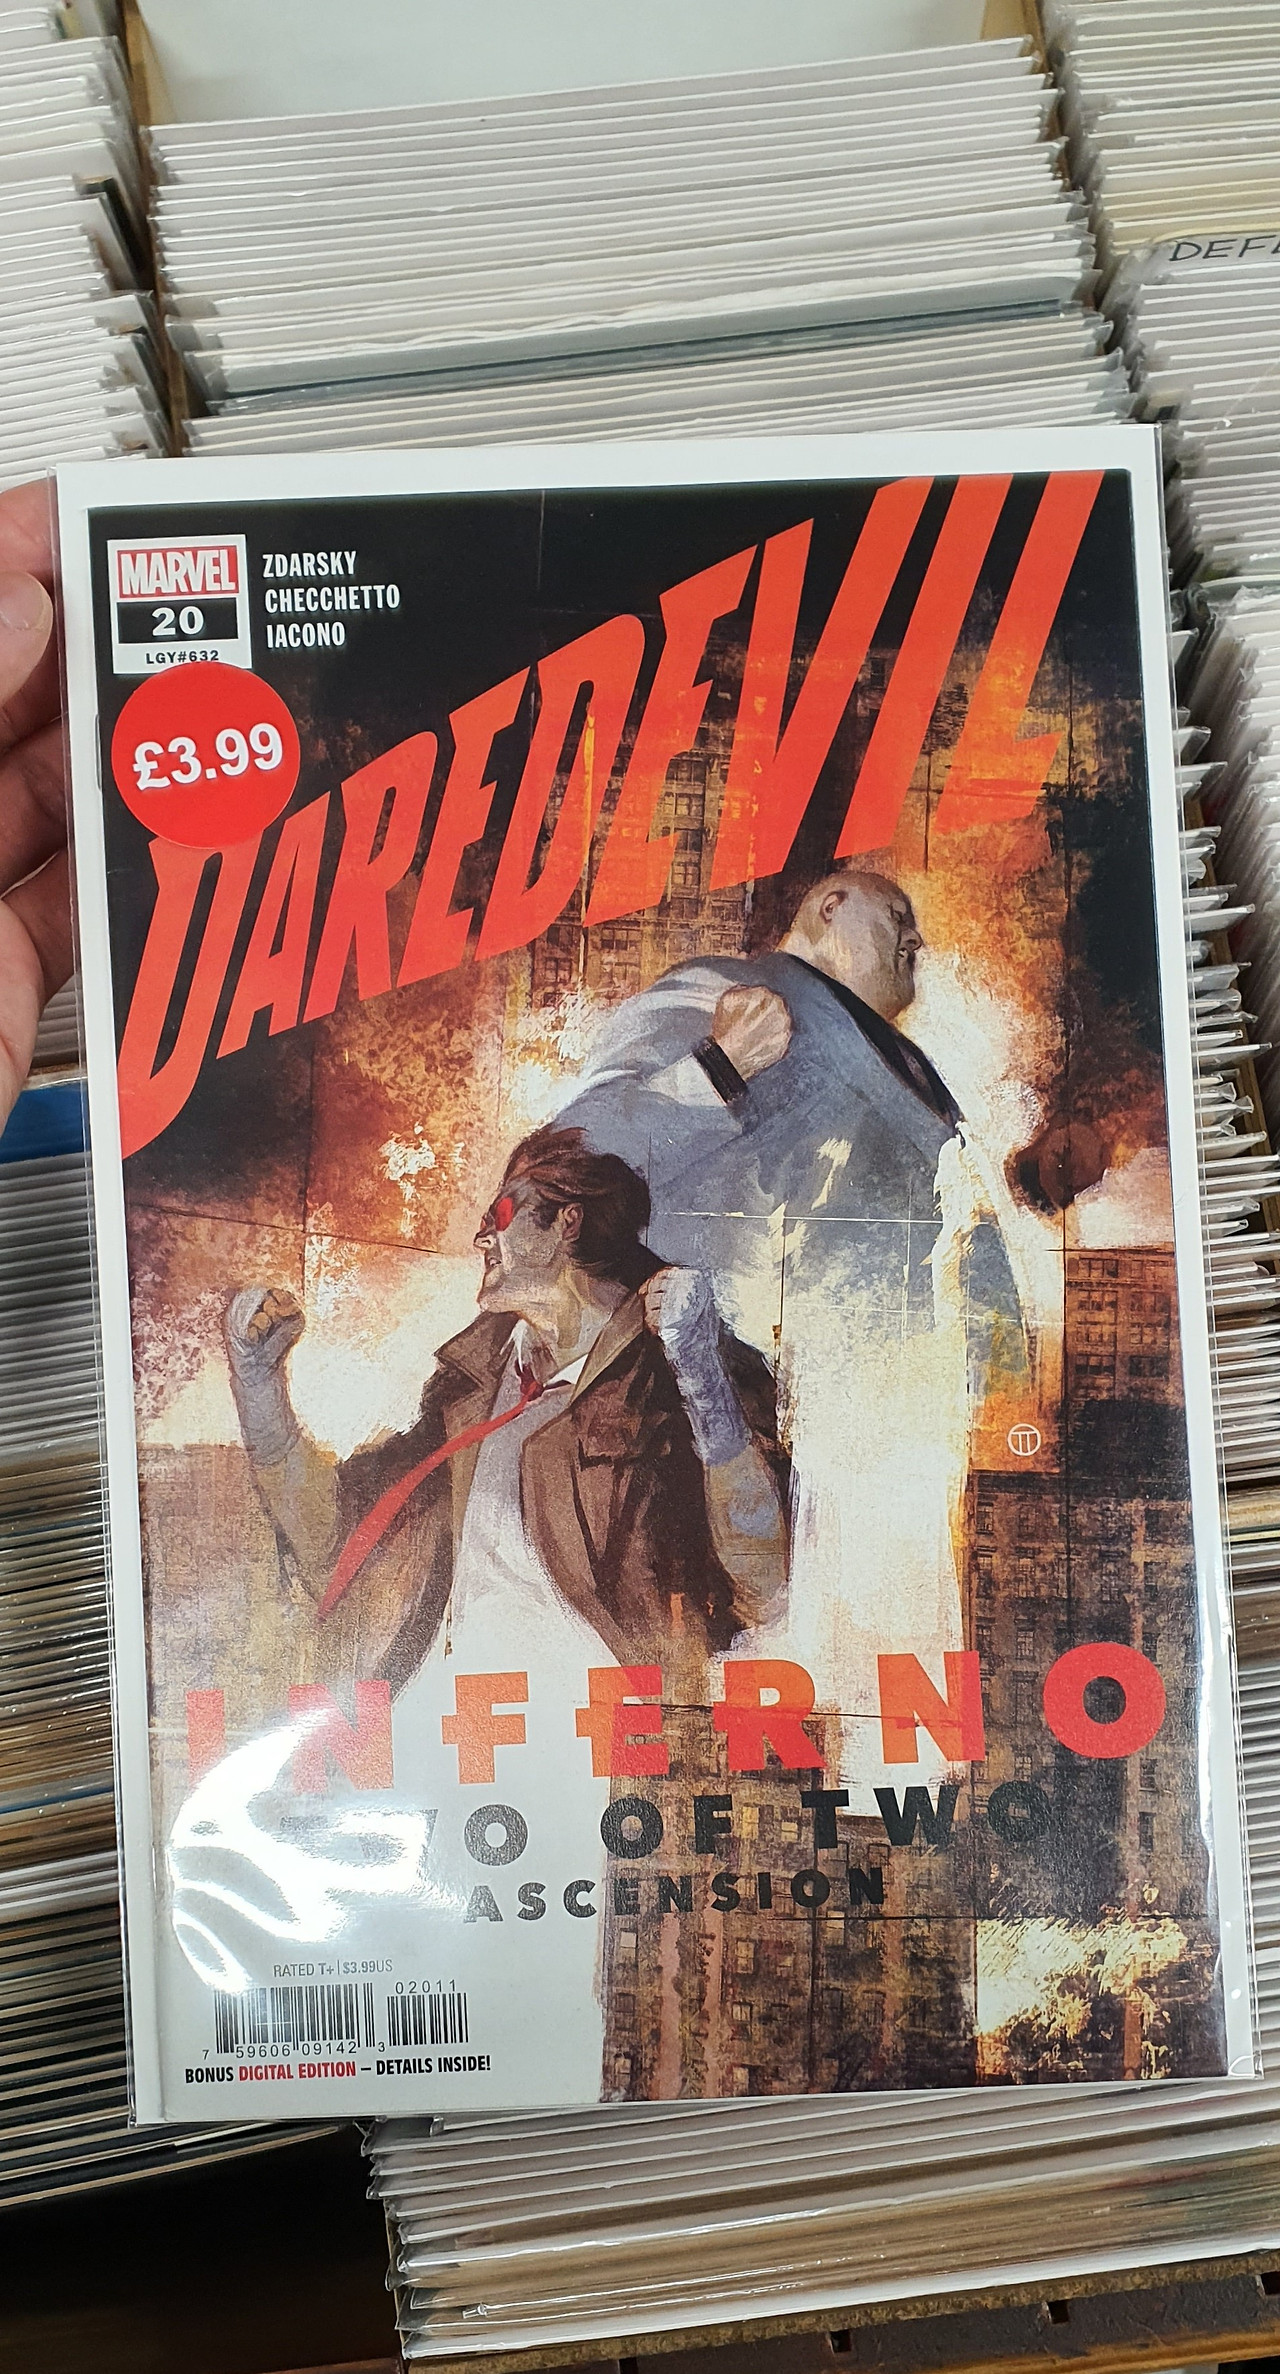 DEF
MARVEL
20
LGY#632
ZDARSKY
CHECCHETTO
IACONO
£3.99
DAREDEVIL
INFERNO
TWO OF TWO
ASCENSION
RATED T+ | $3.99US
02011
7 59606 09142 3
BONUS DIGITAL EDITION – DETAILS INSIDE!